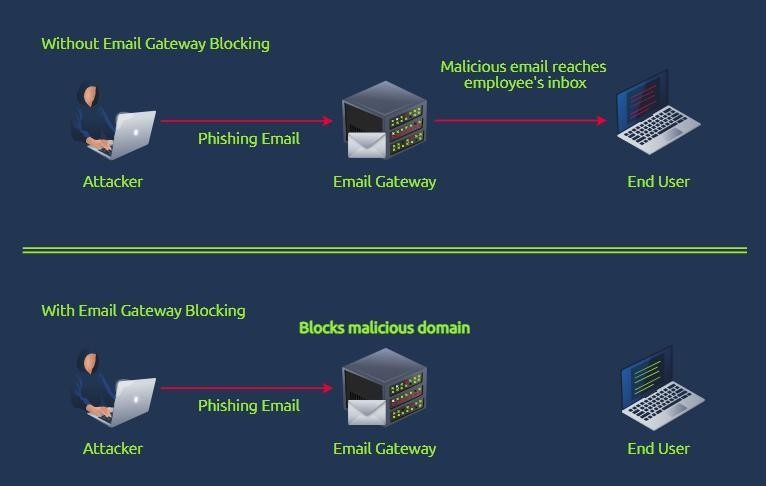 Without Email Gateway Blocking
Malicious email reaches
employee's inbox
Phishing Email
Attacker
Email Gateway
End User
With Email Gateway Blocking
Blocks malicious domain
Phishing Email
Attacker
Email Gateway
End User